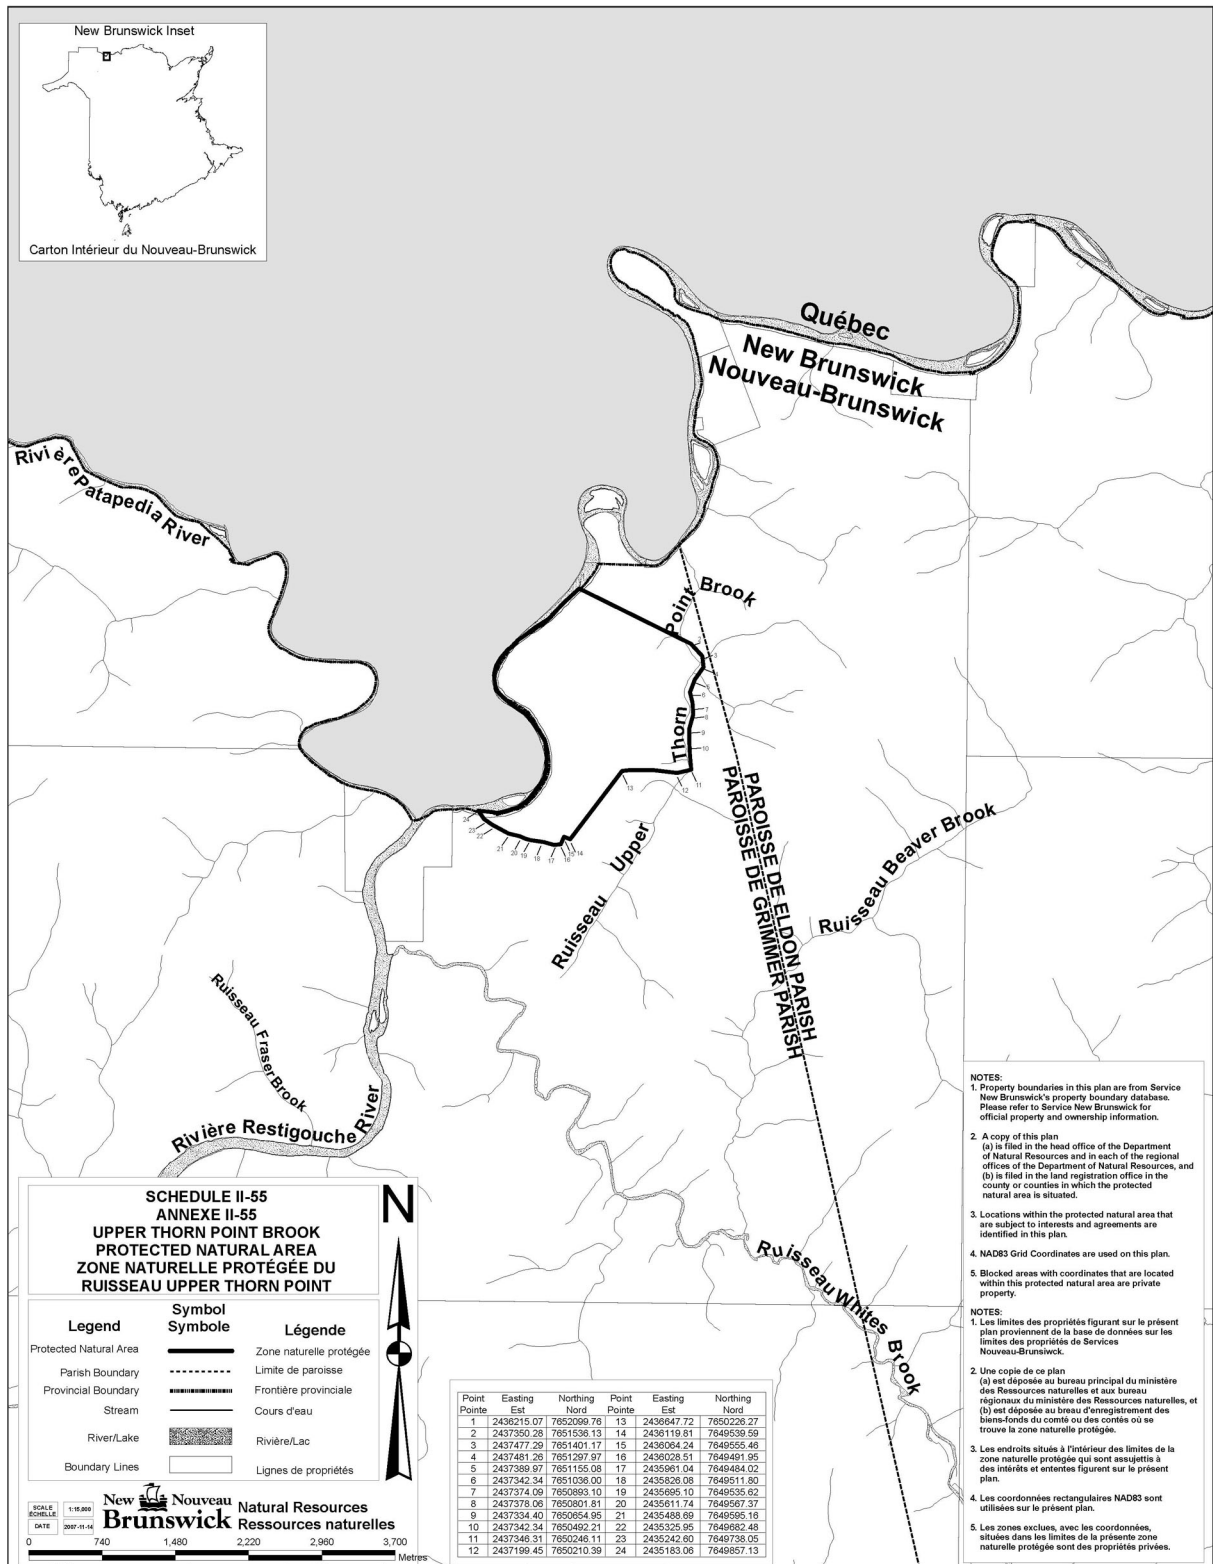 New Brunswick Inset
Carton Intérieur du Nouveau-Brunswick
Québec
New Brunswick
Nouveau-Brunswick
Rivière Patapedia River
Point Brook
Thorn
Upper
Ruisseau
2
3
4
5
6
7
8
9
10
11
12
13
14
15
16
17
18
19
20
21
22
23
24
PAROISSE DE ELDON PARISH
PAROISSE DE GRIMMER PARISH
Ruisseau Beaver Brook
Ruisseau Fraser Brook
Rivière Restigouche River
Ruisseau Whites Brook
SCHEDULE II-55
ANNEXE II-55
UPPER THORN POINT BROOK
PROTECTED NATURAL AREA
ZONE NATURELLE PROTÉGÉE DU
RUISSEAU UPPER THORN POINT
N
Legend Symbol Symbole Légende
Protected Natural Area Zone naturelle protégée
Parish Boundary Limite de paroisse
Provincial Boundary Frontière provinciale
Stream Cours d'eau
River/Lake Rivière/Lac
Boundary Lines Lignes de propriétés
SCALE ÉCHELLE 1:15,000
DATE 2007-11-14
New Nouveau
Brunswick
Natural Resources
Ressources naturelles
0 740 1,480 2,220 2,960 3,700
Metres
Point Easting Northing Point Easting Northing
Pointe Est Nord Pointe Est Nord
1 2436215.07 7652099.76 13 2436647.72 7650226.27
2 2437350.28 7651536.13 14 2436119.81 7649539.59
3 2437477.29 7651401.17 15 2436064.24 7649555.46
4 2437481.26 7651297.97 16 2436028.51 7649491.95
5 2437389.97 7651155.08 17 2435961.04 7649484.02
6 2437342.34 7651036.00 18 2435826.08 7649511.80
7 2437374.09 7650893.10 19 2435695.10 7649535.62
8 2437378.06 7650801.81 20 2435611.74 7649567.37
9 2437334.40 7650654.95 21 2435488.69 7649595.16
10 2437342.34 7650492.21 22 2435325.95 7649682.48
11 2437346.31 7650246.11 23 2435242.60 7649738.05
12 2437199.45 7650210.39 24 2435183.06 7649857.13
NOTES:
1. Property boundaries in this plan are from Service
New Brunswick's property boundary database.
Please refer to Service New Brunswick for
official property and ownership information.
2. A copy of this plan
(a) is filed in the head office of the Department
of Natural Resources and in each of the regional
offices of the Department of Natural Resources, and
(b) is filed in the land registration office in the
county or counties in which the protected
natural area is situated.
3. Locations within the protected natural area that
are subject to interests and agreements are
identified in this plan.
4. NAD83 Grid Coordinates are used on this plan.
5. Blocked areas with coordinates that are located
within this protected natural area are private
property.
NOTES:
1. Les limites des propriétés figurant sur le présent
plan proviennent de la base de données sur les
limites des propriétés de Services
Nouveau-Brunsiwck.
2. Une copie de ce plan
(a) est déposée au bureau principal du ministère
des Ressources naturelles et aux bureau
régionaux du ministère des Ressources naturelles, et
(b) est déposée au breau d'enregistrement des
biens-fonds du comté ou des contés où se
trouve la zone naturelle protégée.
3. Les endroits situés à l'intérieur des limites de la
zone naturelle protégée qui sont assujettis à
des intérêts et ententes figurent sur le présent
plan.
4. Les coordonnées rectangulaires NAD83 sont
utilisées sur le présent plan.
5. Les zones exclues, avec les coordonnées,
situées dans les limites de la présente zone
naturelle protégée sont des propriétés privées.